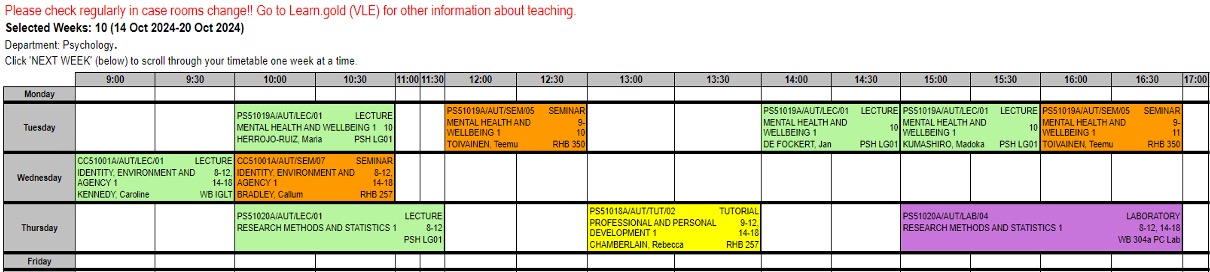 Please check regularly in case rooms change!! Go to Learn.gold (VLE) for other information about teaching.
Selected Weeks: 10 (14 Oct 2024-20 Oct 2024)
Department: Psychology.
Click 'NEXT WEEK' (below) to scroll through your timetable one week at a time.
9:00 9:30 10:00 10:30 11:00 11:30 12:00 12:30 13:00 13:30 14:00 14:30 15:00 15:30 16:00 16:30 17:00
Monday
Tuesday
PS51019A/AUT/LEC/01 LECTURE
MENTAL HEALTH AND WELLBEING 1 10
HERROJO-RUIZ, Maria PSH LG01
PS51019A/AUT/SEM/05 SEMINAR
MENTAL HEALTH AND 9-
WELLBEING 1 10
TOIVAINEN, Teemu RHB 350
PS51019A/AUT/LEC/01 LECTURE
MENTAL HEALTH AND 10
WELLBEING 1
DE FOCKERT, Jan PSH LG01
PS51019A/AUT/LEC/01 LECTURE
MENTAL HEALTH AND 10
WELLBEING 1
KUMASHIRO, Madoka PSH LG01
PS51019A/AUT/SEM/05 SEMINAR
MENTAL HEALTH AND 9-
WELLBEING 1 11
TOIVAINEN, Teemu RHB 350
Wednesday
CC51001A/AUT/LEC/01 LECTURE
IDENTITY, ENVIRONMENT AND 8-12,
AGENCY 1 14-18
KENNEDY, Caroline WB IGLT
CC51001A/AUT/SEM/07 SEMINAR
IDENTITY, ENVIRONMENT AND 8-12,
AGENCY 1 14-18
BRADLEY, Callum RHB 257
Thursday
PS51020A/AUT/LEC/01 LECTURE
RESEARCH METHODS AND STATISTICS 1 8-12
PSH LG01
PS51018A/AUT/TUT/02 TUTORIAL
PROFESSIONAL AND PERSONAL 9-12,
DEVELOPMENT 1 14-18
CHAMBERLAIN, Rebecca RHB 257
PS51020A/AUT/LAB/04 LABORATORY
RESEARCH METHODS AND STATISTICS 1 8-12, 14-18
WB 304a PC Lab
Friday